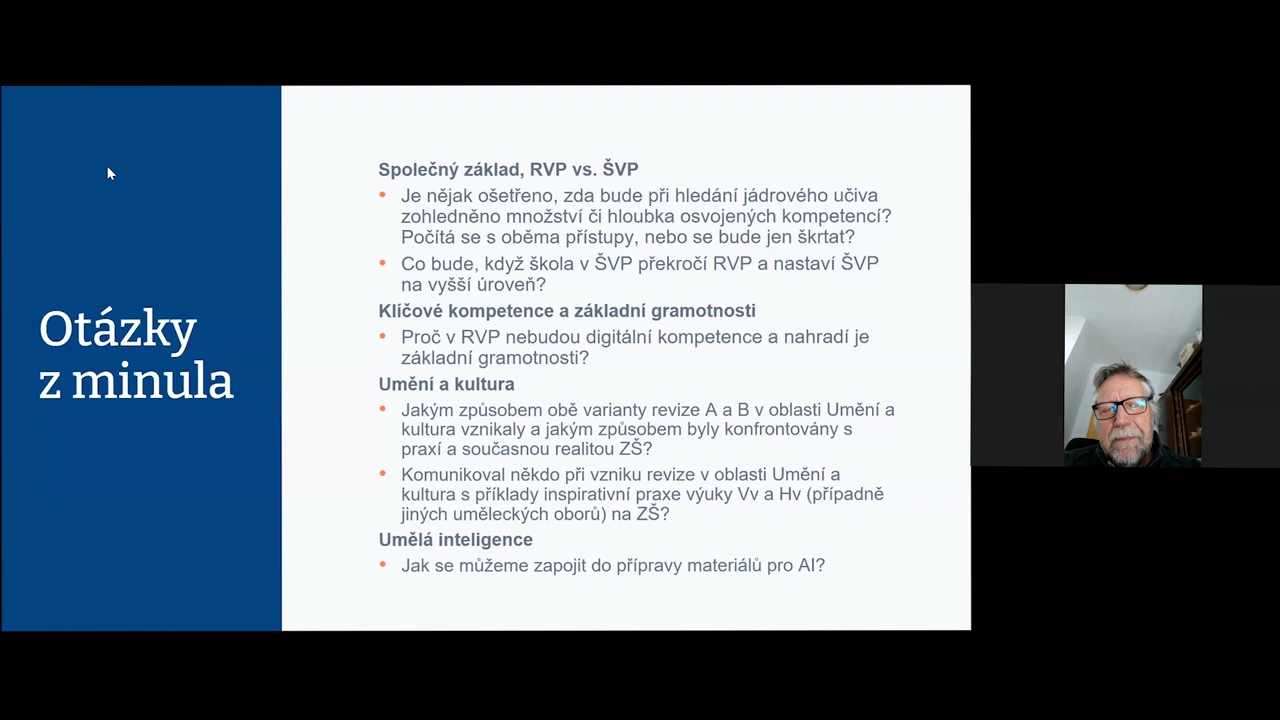 Otázky
z minula
Společný základ, RVP vs. ŠVP
• Je nějak ošetřeno, zda bude při hledání jádrového učiva
zohledněno množství či hloubka osvojených kompetencí?
Počítá se s oběma přístupy, nebo se bude jen škrtat?
• Co bude, když škola v ŠVP překročí RVP a nastaví ŠVP
na vyšší úroveň?
Klíčové kompetence a základní gramotnosti
• Proč v RVP nebudou digitální kompetence a nahradí je
základní gramotnosti?
Umění a kultura
• Jakým způsobem obě varianty revize A a B v oblasti Umění a
kultura vznikaly a jakým způsobem byly konfrontovány s
praxí a současnou realitou ZŠ?
• Komunikoval někdo při vzniku revize v oblasti Umění a
kultura s příklady inspirativní praxe výuky Vv a Hv (případně
jiných uměleckých oborů) na ZŠ?
Umělá inteligence
• Jak se můžeme zapojit do přípravy materiálů pro AI?